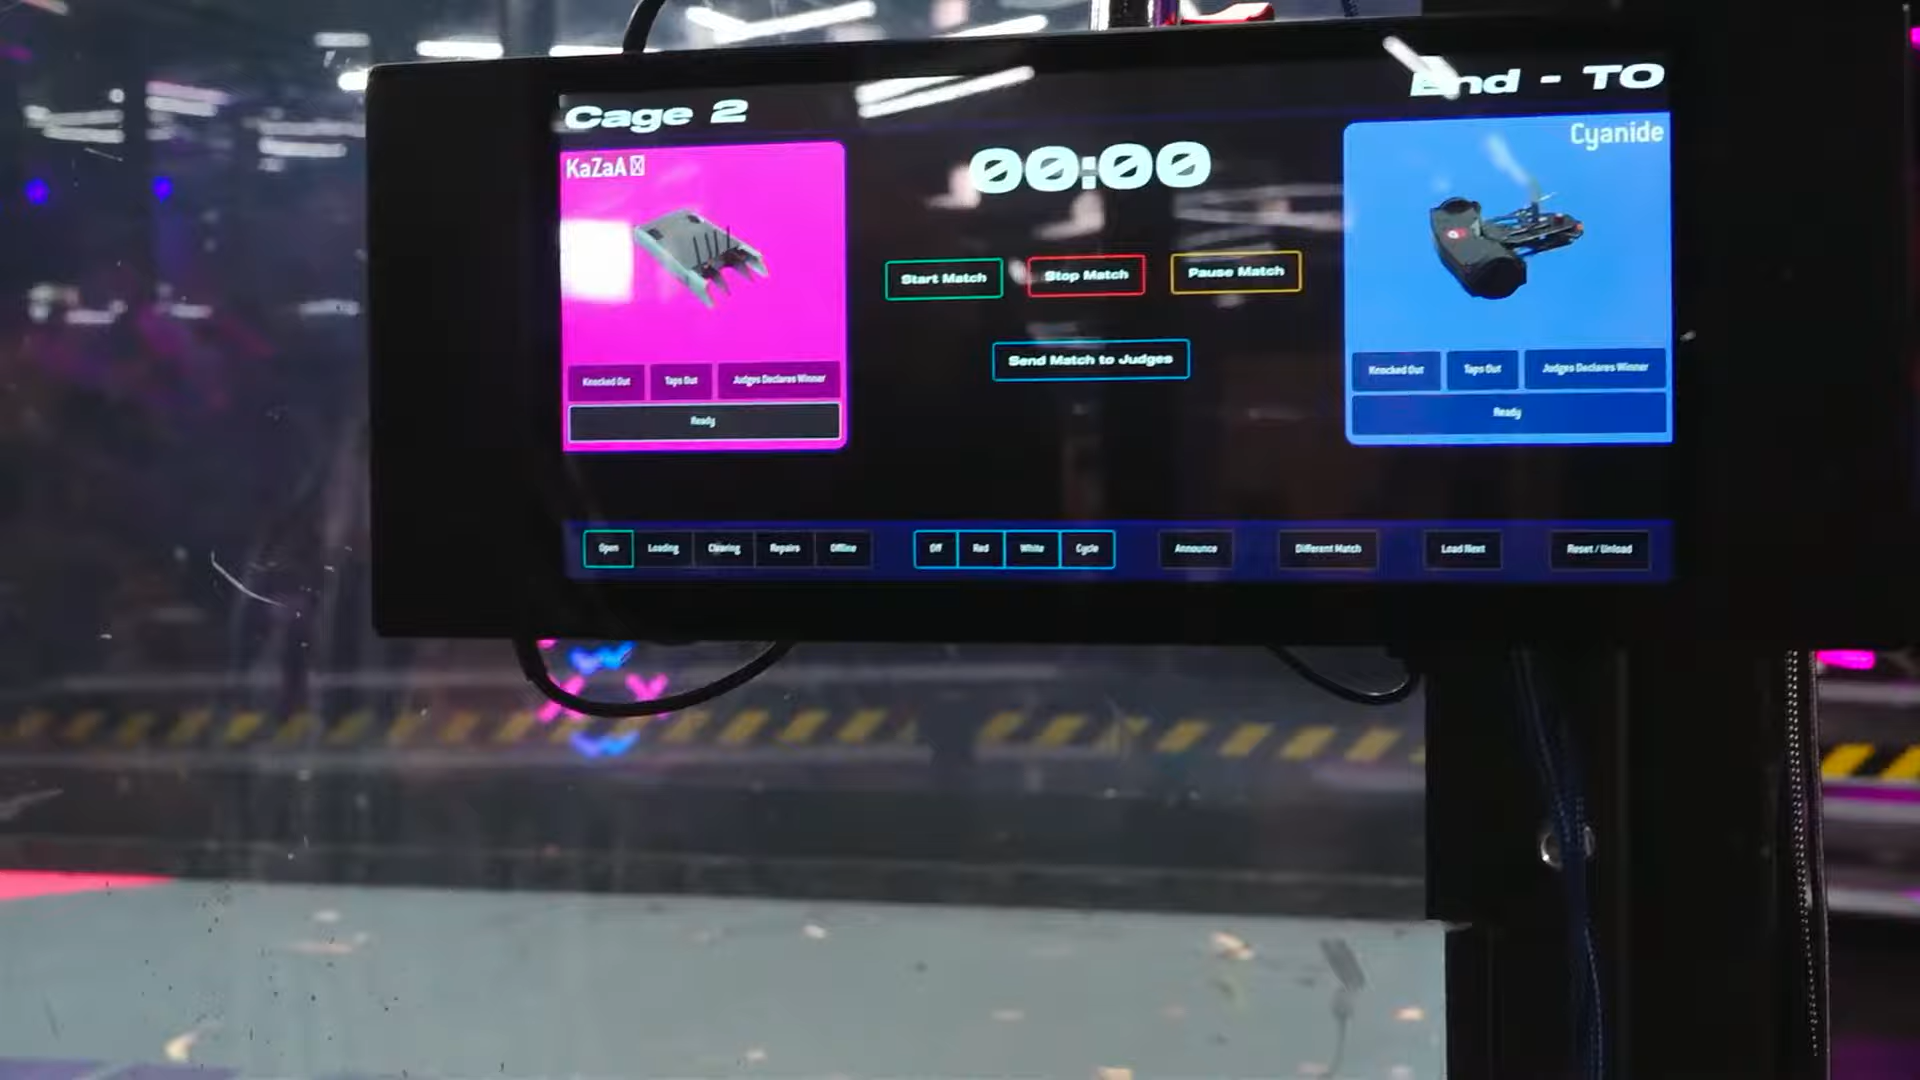 Cage 2
End - TO
KaZaA
00:00
Cyanide
Start Match
Stop Match
Pause Match
Send Match to Judges
Knocked Out
Taps Out
Judges Declares Winner
Ready
Knocked Out
Taps Out
Judges Declares Winner
Ready
Open
Loading
Clearing
Repairs
Offline
Off
Red
White
Cycle
Announce
Different Match
Load Next
Reset / Unload